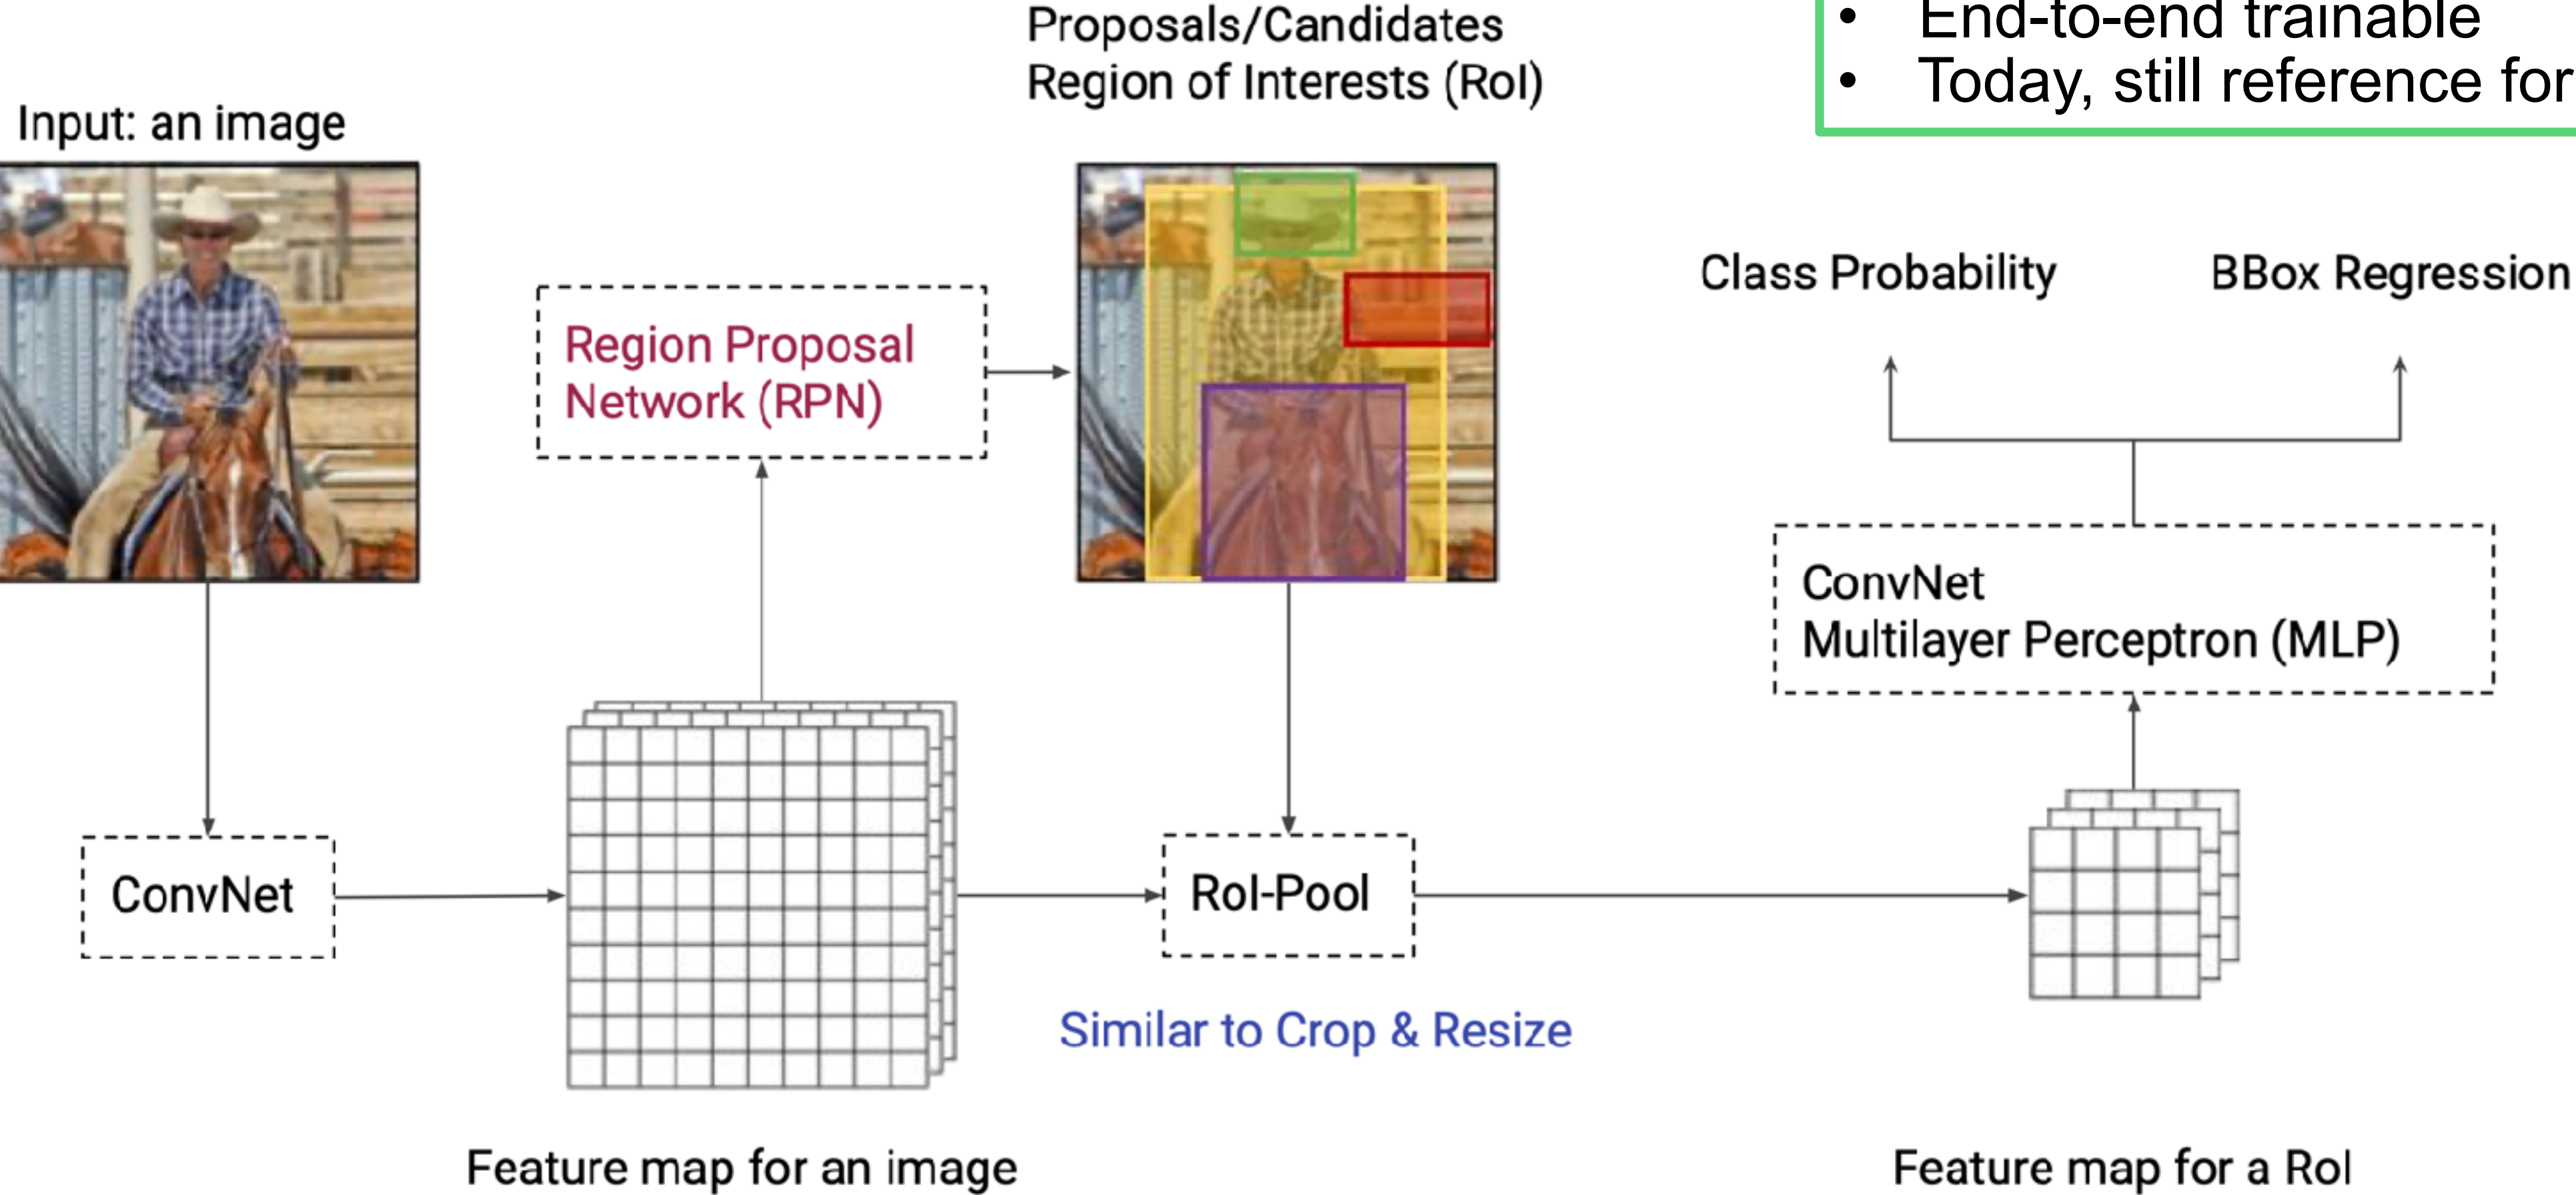 Proposals/Candidates
Region of Interests (RoI)
• End-to-end trainable
• Today, still reference for
Input: an image
Class Probability
BBox Regression
Region Proposal
Network (RPN)
ConvNet
Multilayer Perceptron (MLP)
ConvNet
RoI-Pool
Similar to Crop & Resize
Feature map for an image
Feature map for a RoI